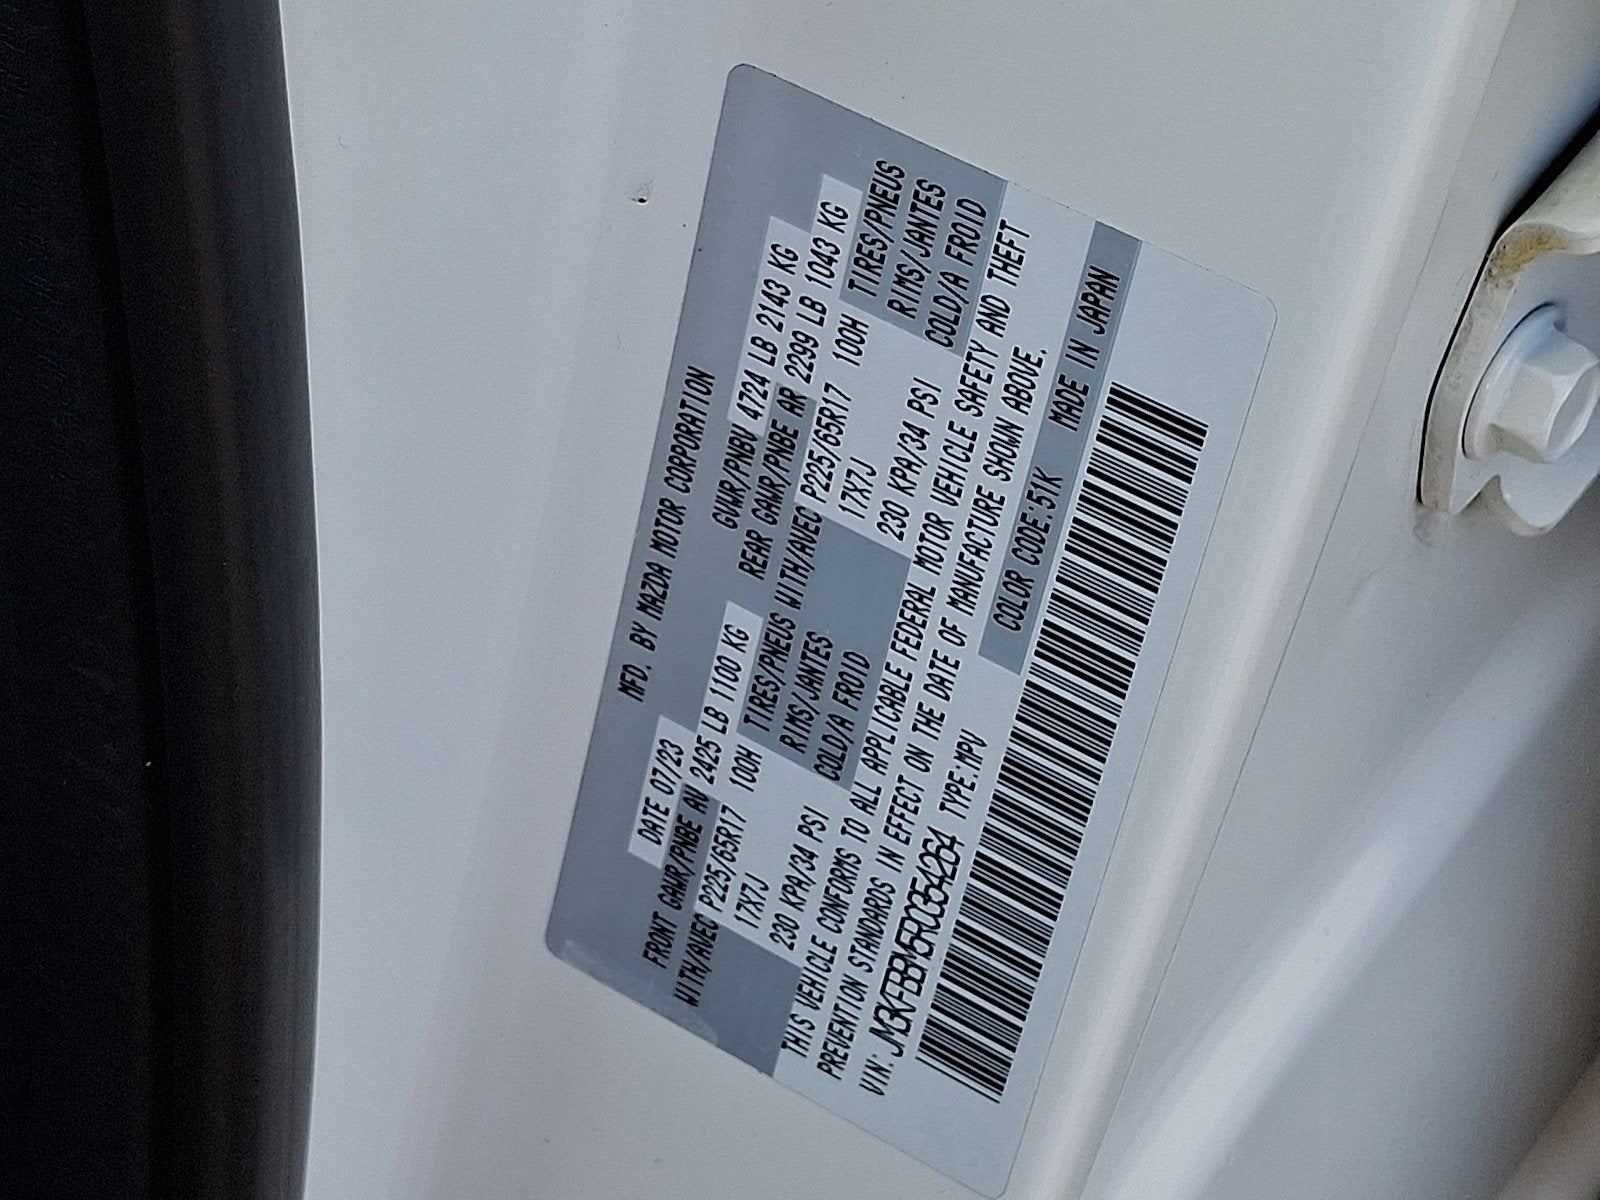 MFD. BY MAZDA MOTOR CORPORATION
DATE 07/23 GVWR/PNBV 4724 LB 2143 KG
FRONT GAWR/PNBE AV 2425 LB 1100 KG REAR GAWR/PNBE AR 2299 LB 1043 KG
WITH/AVEC P225/65R17 100H TIRES/PNEUS WITH/AVEC P225/65R17 100H TIRES/PNEUS
17X7J RIMS/JANTES 17X7J RIMS/JANTES
230 KPA/34 PSI COLD/A FROID 230 KPA/34 PSI COLD/A FROID
THIS VEHICLE CONFORMS TO ALL APPLICABLE FEDERAL MOTOR VEHICLE SAFETY AND THEFT
PREVENTION STANDARDS IN EFFECT ON THE DATE OF MANUFACTURE SHOWN ABOVE.
VIN: JM3KFBBM5R0354264 TYPE:MPV COLOR CODE:51K MADE IN JAPAN